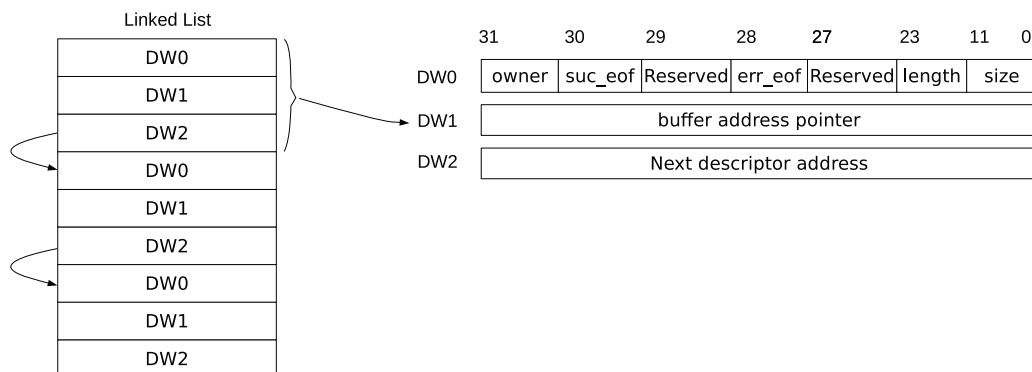 Linked List
DW0
DW1
DW2
DW0
DW1
DW2
DW0
DW1
DW2
31 30 29 28 27 23 11 0
DW0 owner suc_eof Reserved err_eof Reserved length size
DW1 buffer address pointer
DW2 Next descriptor address